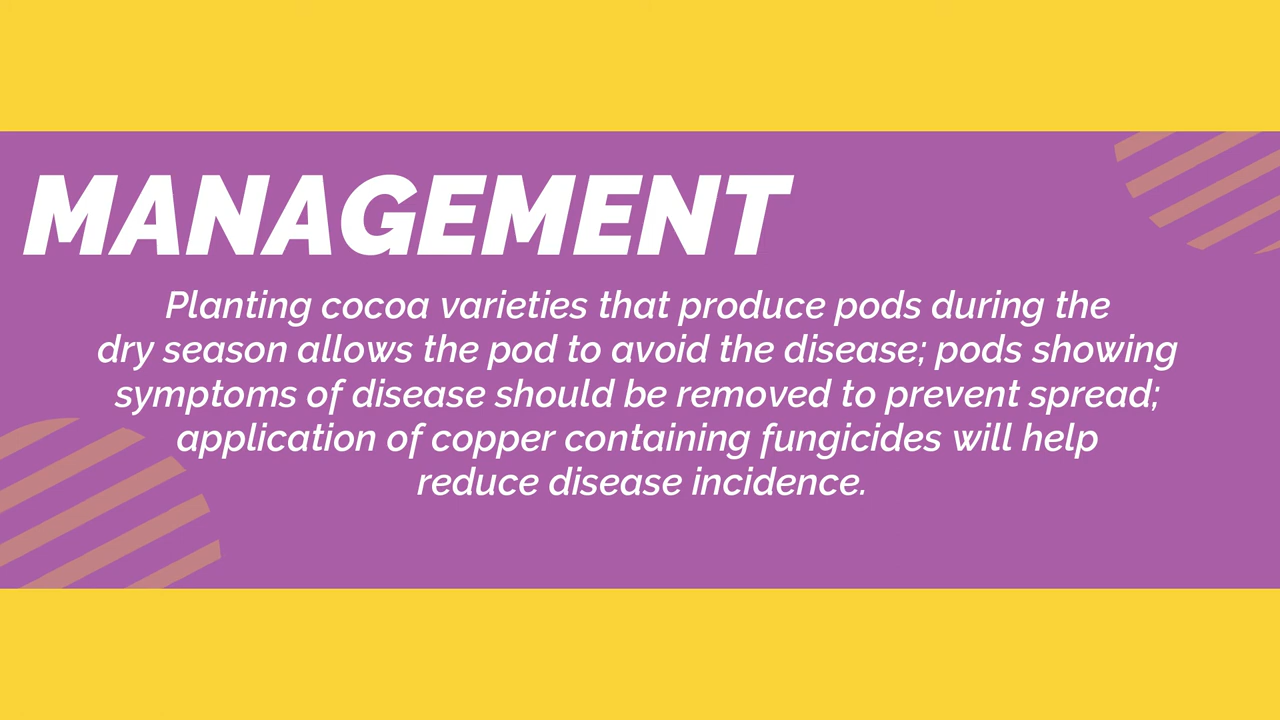 MANAGEMENT
Planting cocoa varieties that produce pods during the
dry season allows the pod to avoid the disease; pods showing
symptoms of disease should be removed to prevent spread;
application of copper containing fungicides will help
reduce disease incidence.